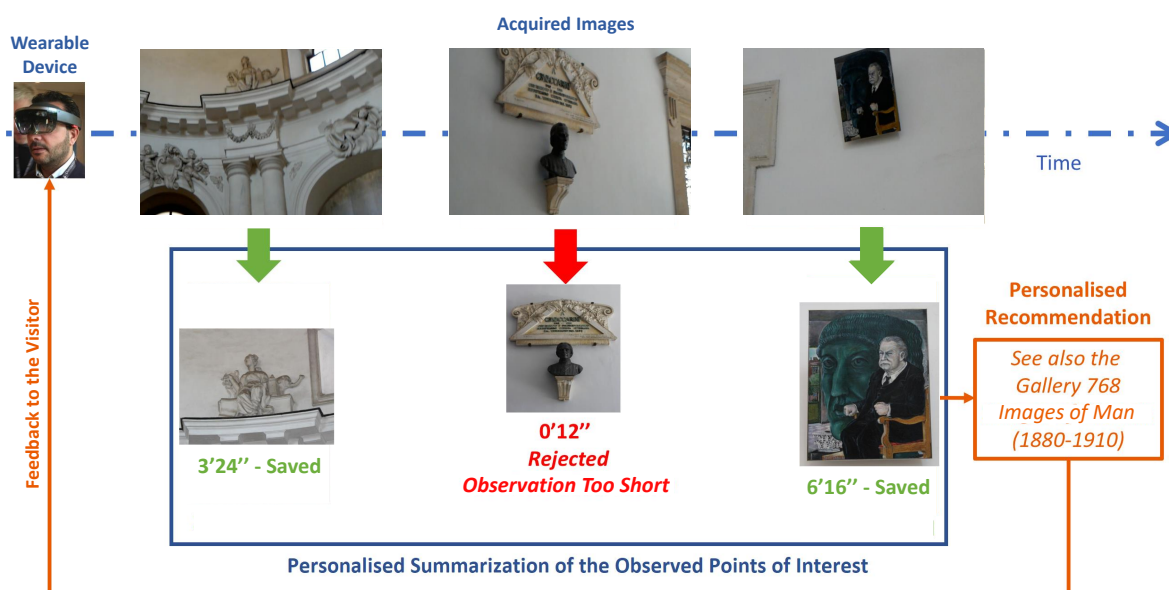 Acquired Images
Wearable
Device
Time
Feedback to the Visitor
3’24’’ - Saved
0’12’’
Rejected
Observation Too Short
6’16’’ - Saved
Personalised
Recommendation
See also the
Gallery 768
Images of Man
(1880-1910)
Personalised Summarization of the Observed Points of Interest